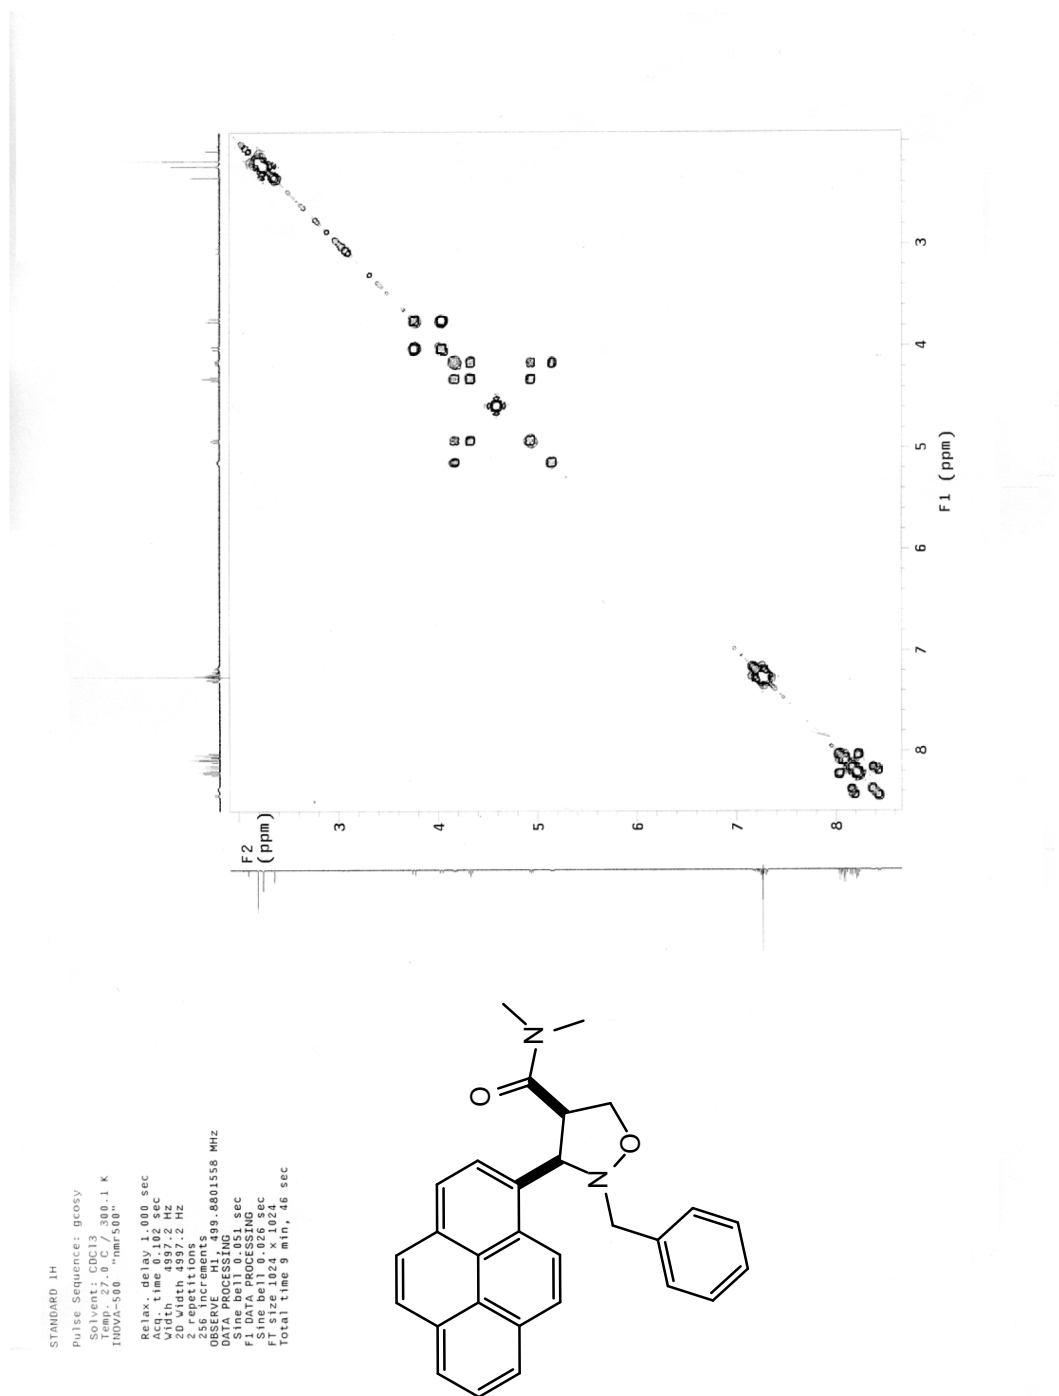 STANDARD 1H
Pulse Sequence: gcosy
Solvent: CDCl3
Temp. 27.0 C / 300.1 K
INOVA-500 "nmr500"
Relax. delay 1.000 sec
Acq. time 0.102 sec
Width 4997.2 Hz
2D Width 4997.2 Hz
2 repetitions
256 increments
OBSERVE H1, 499.8801558 MHz
DATA PROCESSING
Sine bell 0.051 sec
F1 DATA PROCESSING
Sine bell 0.026 sec
FT size 1024 x 1024
Total time 9 min, 46 sec
F2
(ppm)
3
4
5
6
7
8
3
4
5
6
7
8
F1 (ppm)
O
N
N
O